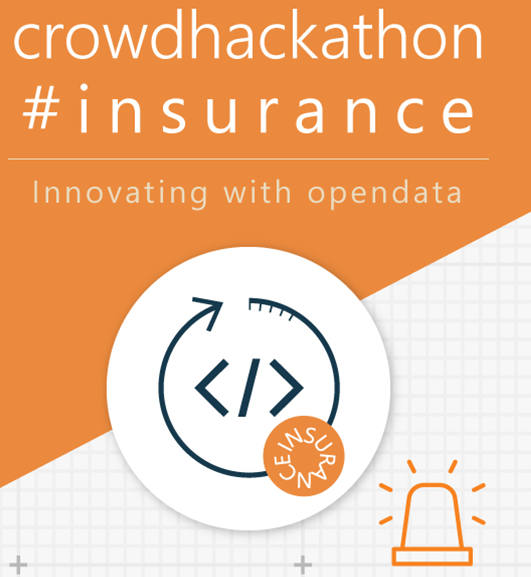 crowdhackathon
#insurance
Innovating with opendata
</>
INSURANCE